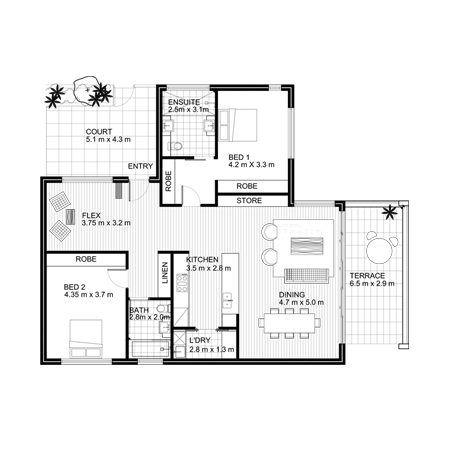 ENSUITE
2.5m x 3.1m
COURT
5.1 m x 4.3 m
ENTRY
BED 1
4.2 m X 3.3 m
ROBE
ROBE
STORE
FLEX
3.75 m x 3.2 m
ROBE
LINEN
KITCHEN
3.5 m x 2.8 m
TERRACE
6.5 m x 2.9 m
BED 2
4.35 m x 3.7 m
DINING
4.7 m x 5.0 m
BATH
2.8m x 2.0m
L'DRY
2.8 m x 1.3 m